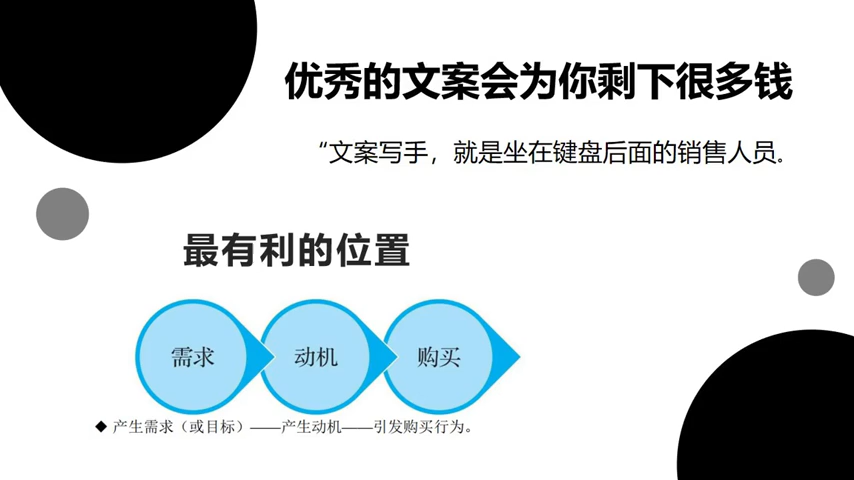 优秀的文案会为你剩下很多钱
“文案写手，就是坐在键盘后面的销售人员。
最有利的位置
需求 动机 购买
◆ 产生需求（或目标）——产生动机——引发购买行为。